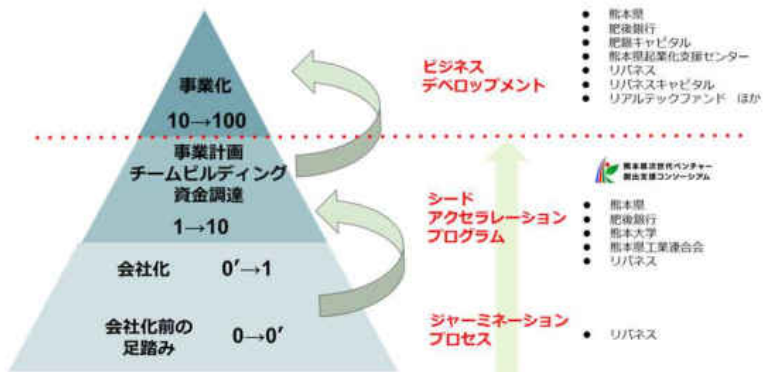 事業化
10→100
事業計画
チームビルディング
資金調達
1→10
会社化 0′→1
会社化前の
足踏み 0→0′
ビジネス
デベロップメント
● 熊本県
● 肥後銀行
● 肥銀キャピタル
● 熊本県起業化支援センター
● リバネス
● リバネスキャピタル
● リアルテックファンド ほか
シード
アクセラレーション
プログラム
熊本県次世代ベンチャー
創出支援コンソーシアム
● 熊本県
● 肥後銀行
● 熊本大学
● 熊本県工業連合会
● リバネス
ジャーミネーション
プロセス
● リバネス